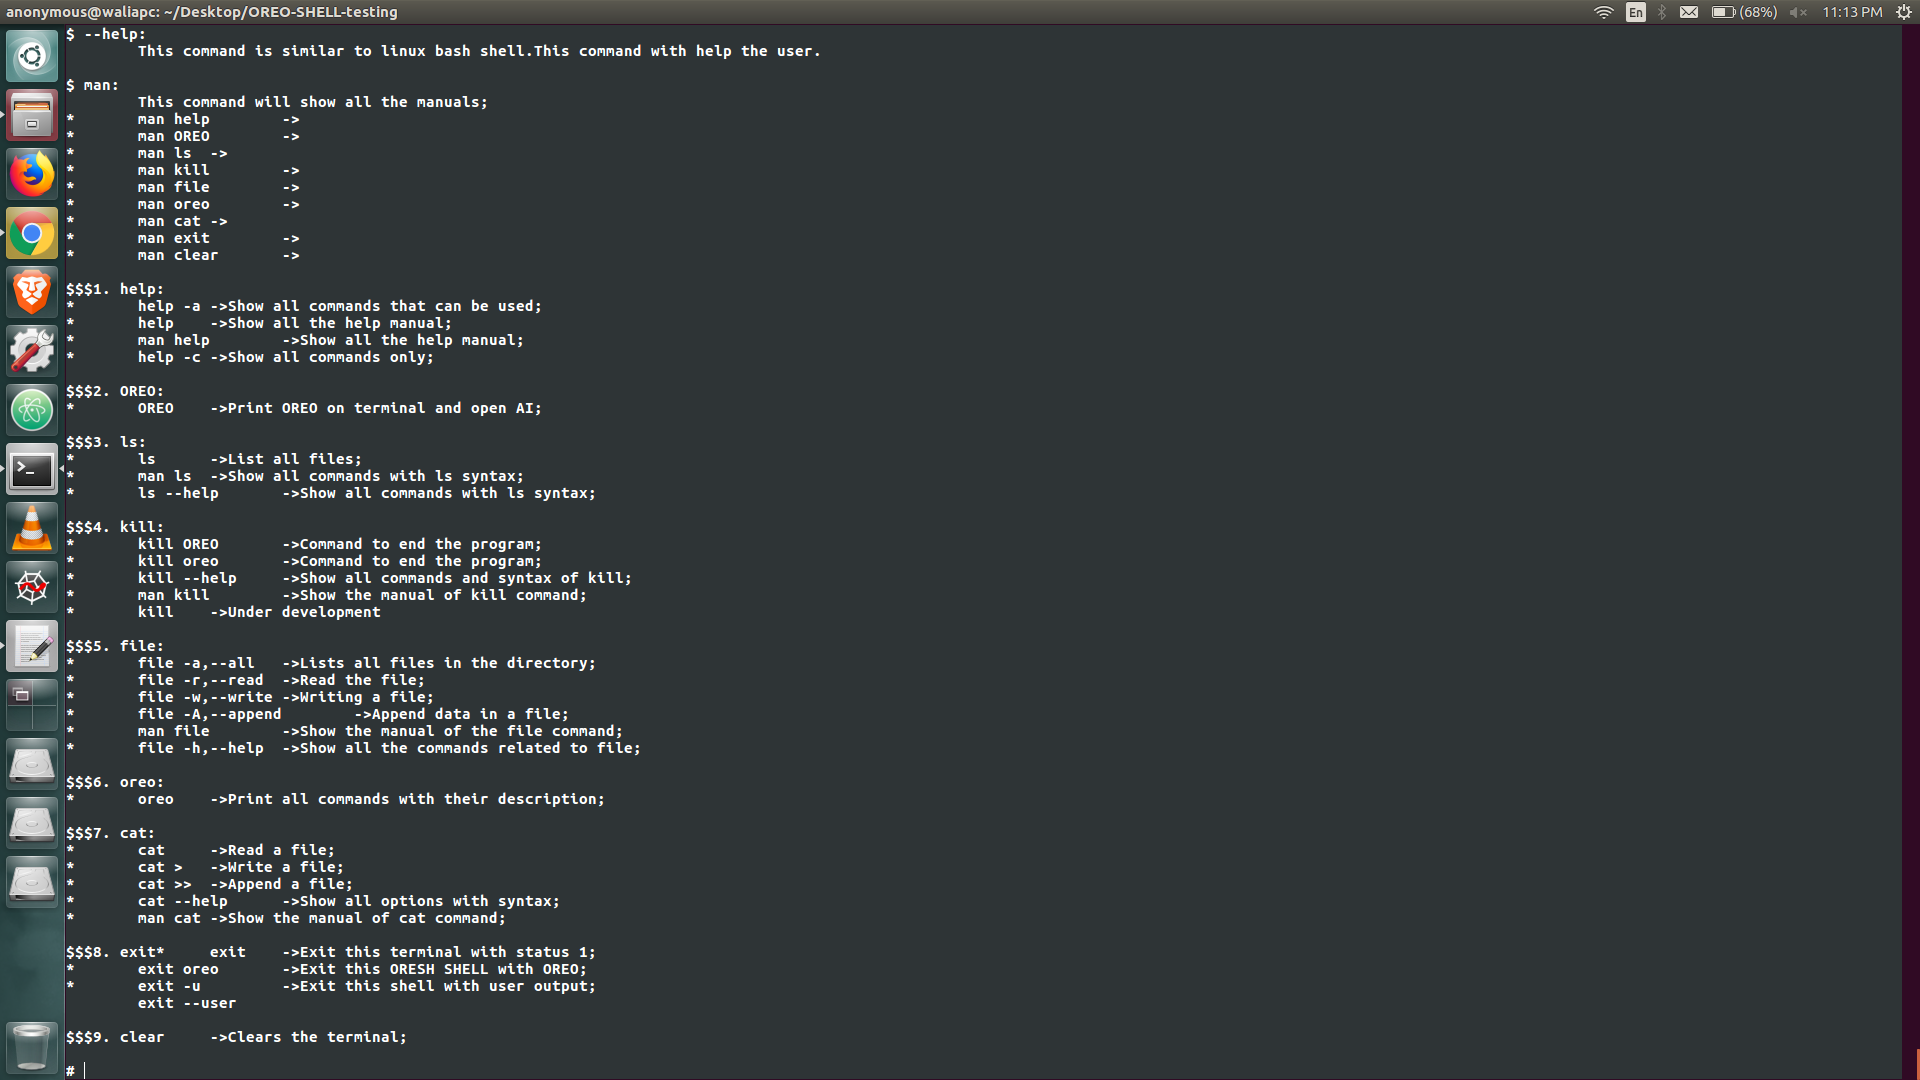 anonymous@waliapc: ~/Desktop/OREO-SHELL-testing
En (68%) 11:13 PM
$ --help:
This command is similar to linux bash shell.This command with help the user.
$ man:
This command will show all the manuals;
* man help ->
* man OREO ->
* man ls ->
* man kill ->
* man file ->
* man oreo ->
* man cat ->
* man exit ->
* man clear ->
$$$1. help:
* help -a ->Show all commands that can be used;
* help ->Show all the help manual;
* man help ->Show all the help manual;
* help -c ->Show all commands only;
$$$2. OREO:
* OREO ->Print OREO on terminal and open AI;
$$$3. ls:
* ls ->List all files;
* man ls ->Show all commands with ls syntax;
* ls --help ->Show all commands with ls syntax;
$$$4. kill:
* kill OREO ->Command to end the program;
* kill oreo ->Command to end the program;
* kill --help ->Show all commands and syntax of kill;
* man kill ->Show the manual of kill command;
* kill ->Under development
$$$5. file:
* file -a,--all ->Lists all files in the directory;
* file -r,--read ->Read the file;
* file -w,--write ->Writing a file;
* file -A,--append ->Append data in a file;
* man file ->Show the manual of the file command;
* file -h,--help ->Show all the commands related to file;
$$$6. oreo:
* oreo ->Print all commands with their description;
$$$7. cat:
* cat ->Read a file;
* cat > ->Write a file;
* cat >> ->Append a file;
* cat --help ->Show all options with syntax;
* man cat ->Show the manual of cat command;
$$$8. exit* exit ->Exit this terminal with status 1;
* exit oreo ->Exit this ORESH SHELL with OREO;
* exit -u ->Exit this shell with user output;
exit --user
$$$9. clear ->Clears the terminal;
#